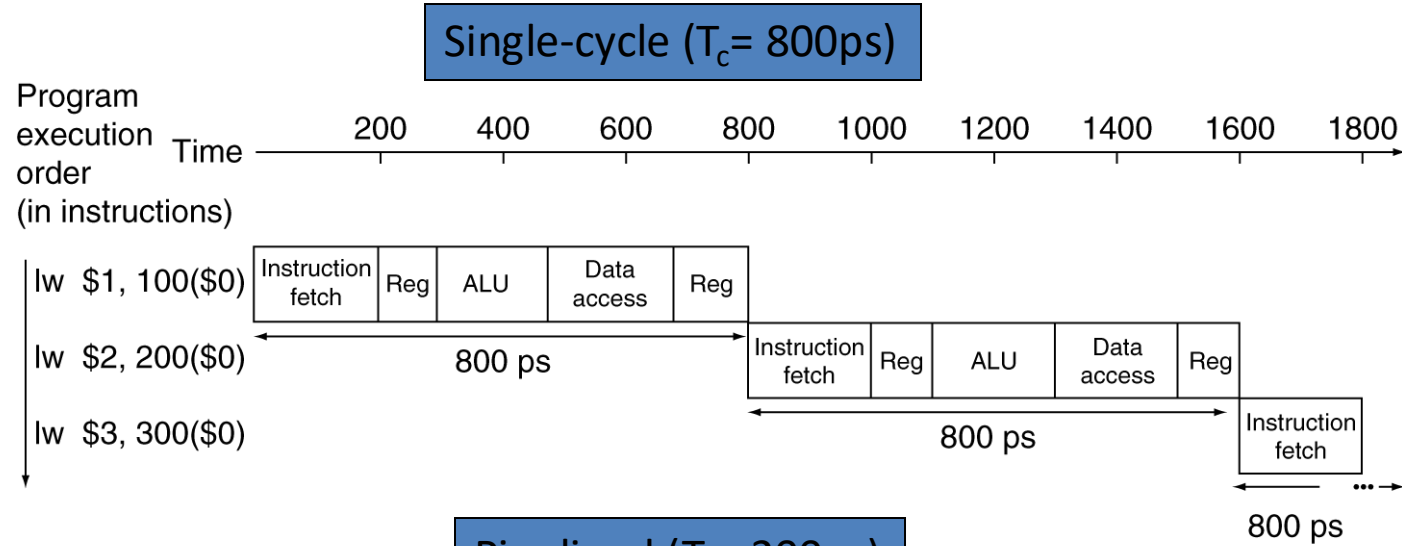 Single-cycle (Tc= 800ps)
Program
execution
order
(in instructions)
Time
200 400 600 800 1000 1200 1400 1600 1800
lw $1, 100($0)
Instruction
fetch
Reg
ALU
Data
access
Reg
800 ps
lw $2, 200($0)
Instruction
fetch
Reg
ALU
Data
access
Reg
800 ps
lw $3, 300($0)
Instruction
fetch
•••
800 ps